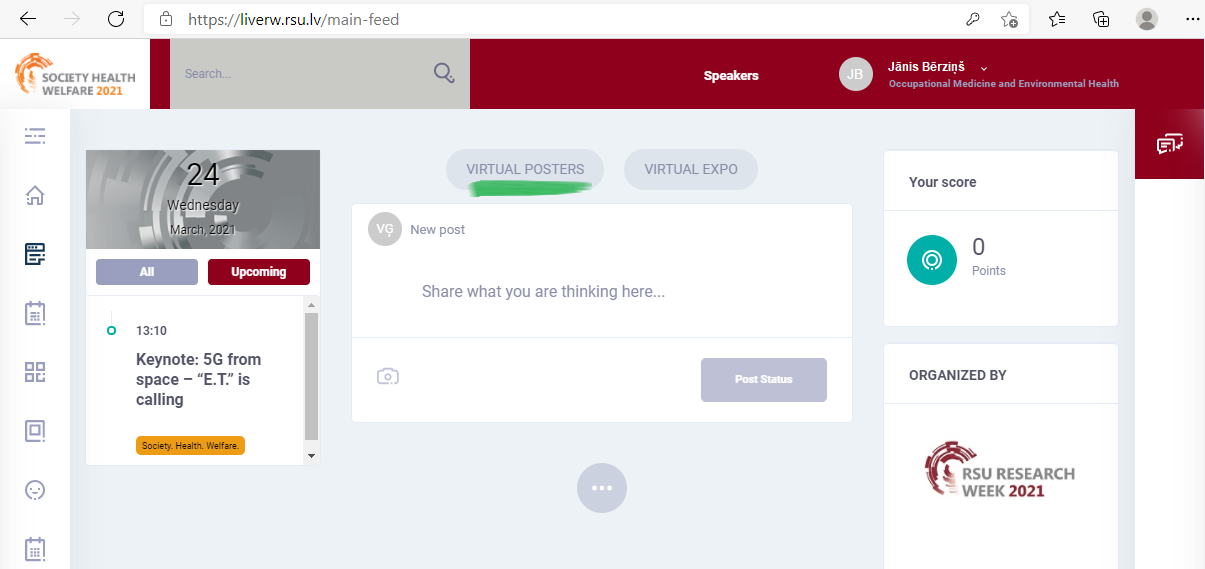 https://liverw.rsu.lv/main-feed
SOCIETY HEALTH
WELFARE 2021
Search...
Speakers
JB
Jānis Bērziņš
Occupational Medicine and Environmental Health
24
Wednesday
March, 2021
All
Upcoming
13:10
Keynote: 5G from
space – “E.T.” is
calling
Society. Health. Welfare.
VIRTUAL POSTERS
VIRTUAL EXPO
VĢ
New post
Share what you are thinking here...
Post Status
Your score
0
Points
ORGANIZED BY
RSU RESEARCH
WEEK 2021